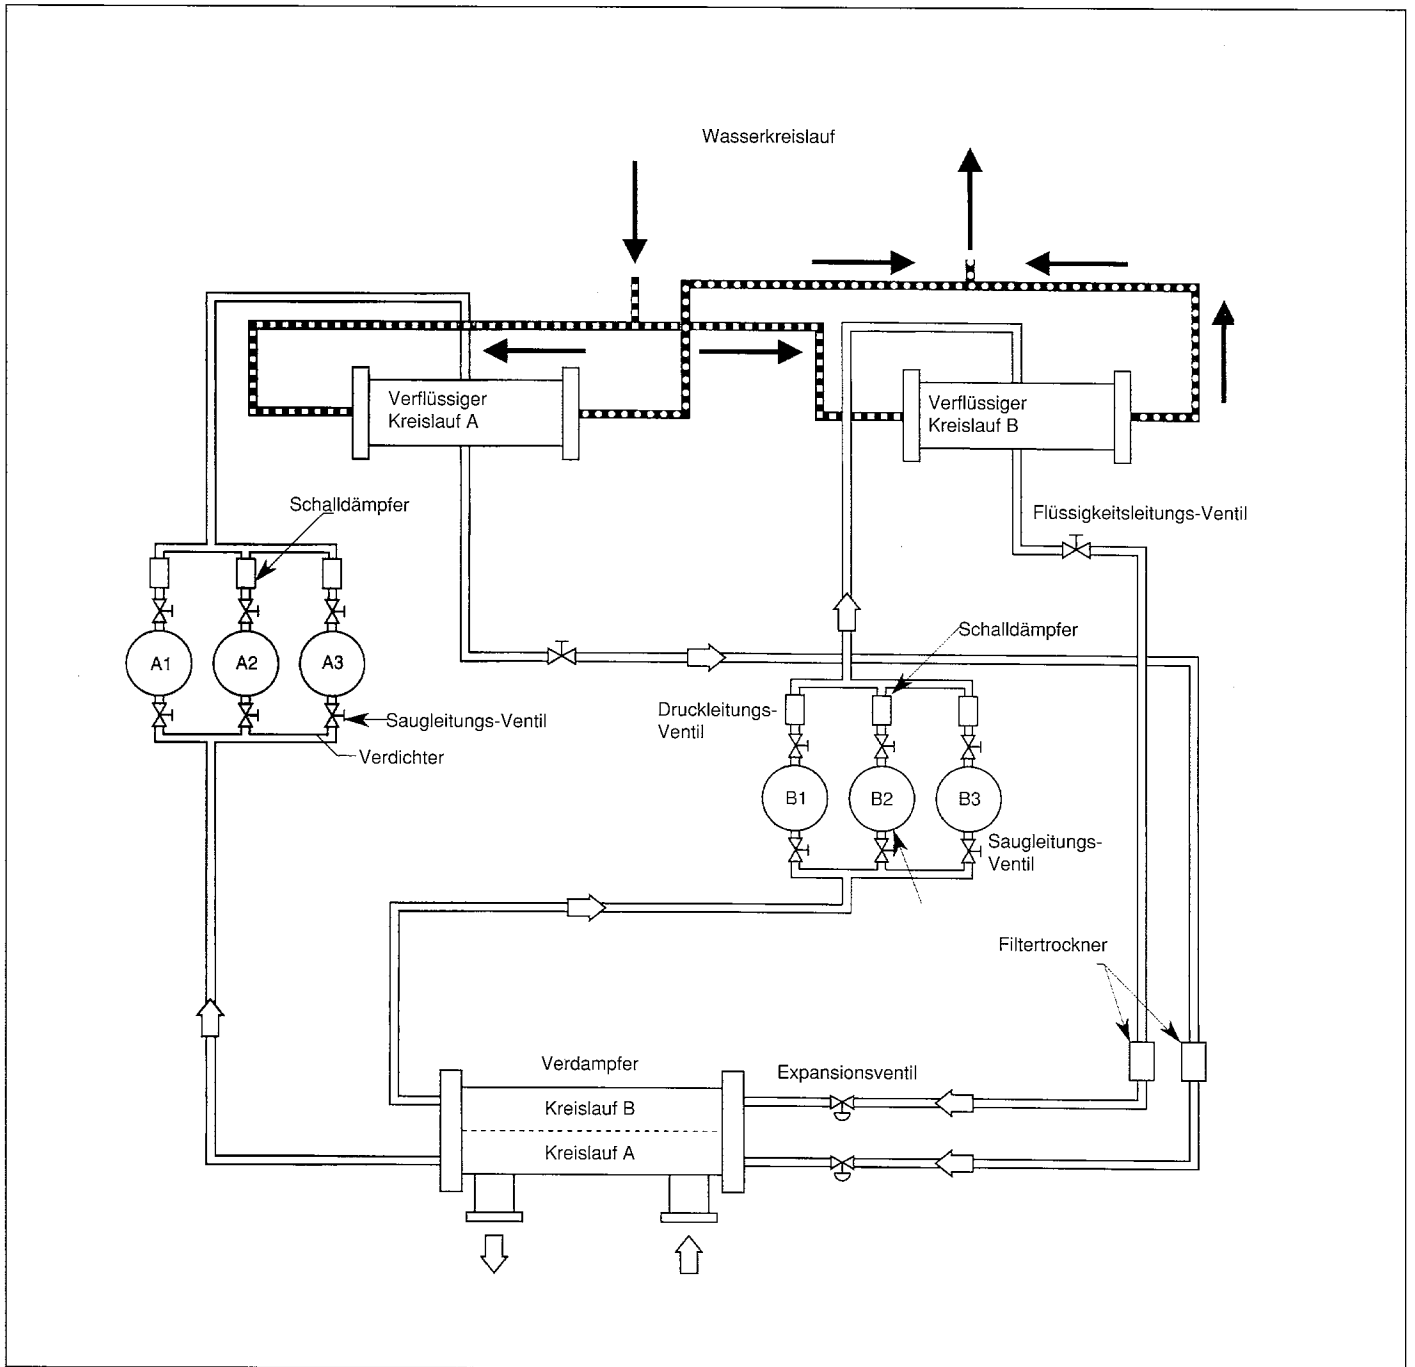 Wasserkreislauf
Verflüssiger
Kreislauf A
Verflüssiger
Kreislauf B
Schalldämpfer
Flüssigkeitsleitungs-Ventil
A1
A2
A3
Schalldämpfer
Saugleitungs-Ventil
Verdichter
Druckleitungs-
Ventil
B1
B2
B3
Saugleitungs-
Ventil
Filtertrockner
Verdampfer
Expansionsventil
Kreislauf B
Kreislauf A